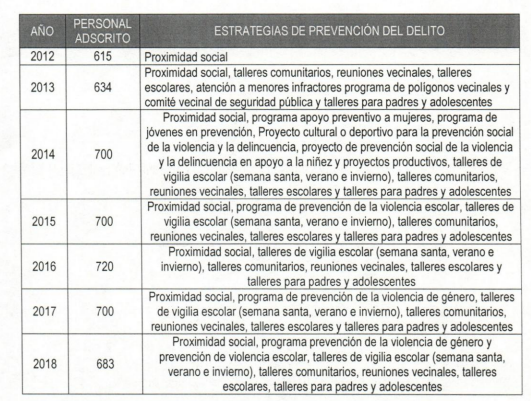 AÑO PERSONAL ADSCRITO ESTRATEGIAS DE PREVENCIÓN DEL DELITO
2012 615 Proximidad social
2013 634 Proximidad social, talleres comunitarios, reuniones vecinales, talleres
escolares, atención a menores infractores programa de polígonos vecinales y
comité vecinal de seguridad pública y talleres para padres y adolescentes
2014 700 Proximidad social, programa apoyo preventivo a mujeres, programa de
jóvenes en prevención, Proyecto cultural o deportivo para la prevención social
de la violencia y la delincuencia, proyecto de prevención social de la violencia
y la delincuencia en apoyo a la niñez y proyectos productivos, talleres de
vigilia escolar (semana santa, verano e invierno), talleres comunitarios,
reuniones vecinales, talleres escolares y talleres para padres y adolescentes
2015 700 Proximidad social, programa de prevención de la violencia escolar, talleres de
vigilia escolar (semana santa, verano e invierno), talleres comunitarios,
reuniones vecinales, talleres escolares y talleres para padres y adolescentes
2016 720 Proximidad social, talleres de vigilia escolar (semana santa, verano e
invierno), talleres comunitarios, reuniones vecinales, talleres escolares y
talleres para padres y adolescentes
2017 700 Proximidad social, programa de prevención de la violencia de género, talleres
de vigilia escolar (semana santa, verano e invierno), talleres comunitarios,
reuniones vecinales, talleres escolares y talleres para padres y adolescentes
2018 683 Proximidad social, programa prevención de la violencia de género y
prevención de violencia escolar, talleres de vigilia escolar (semana santa,
verano e invierno), talleres comunitarios, reuniones vecinales, talleres
escolares, talleres para padres y adolescentes